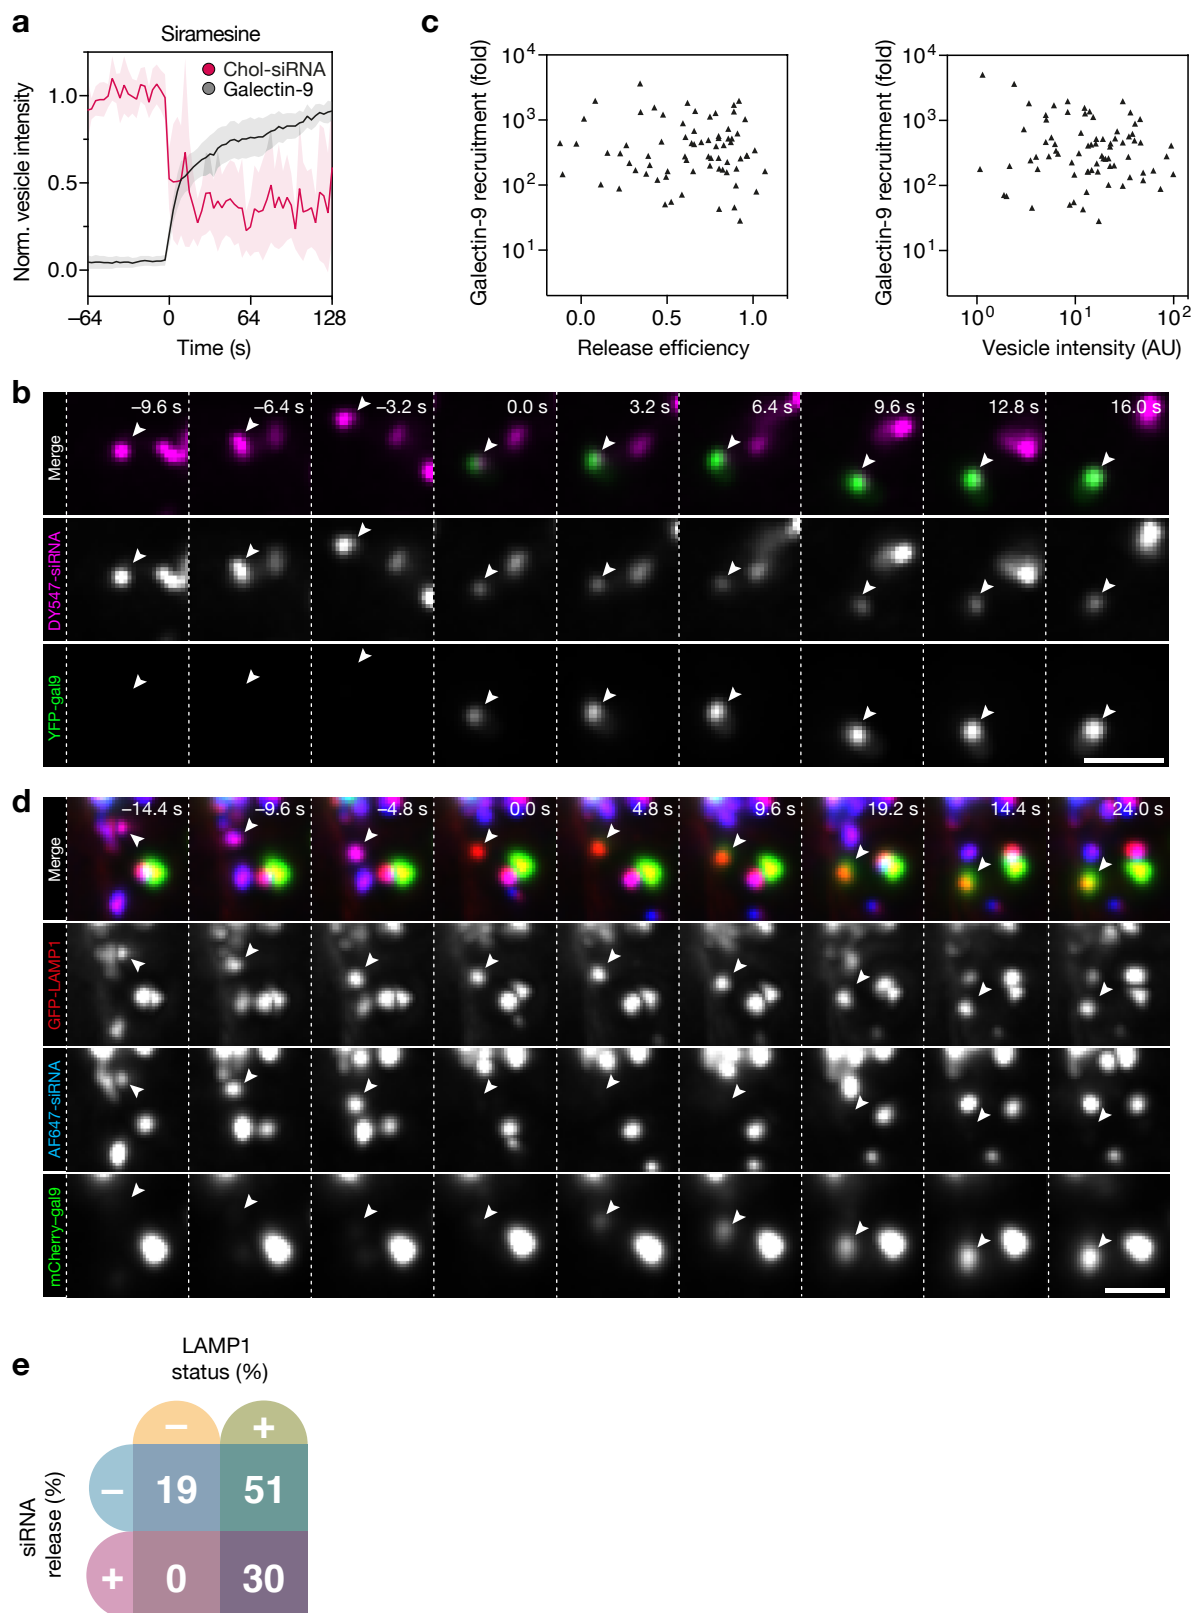 a
Siramesine
Chol-siRNA
Galectin-9
Norm. vesicle intensity
1.0
0.5
0.0
–64
0
64
128
Time (s)
c
Galectin-9 recruitment (fold)
10⁴
10³
10²
10¹
0.0
0.5
1.0
Release efficiency
Galectin-9 recruitment (fold)
10⁴
10³
10²
10¹
10⁰
10¹
10²
Vesicle intensity (AU)
b
Merge
–9.6 s
–6.4 s
–3.2 s
0.0 s
3.2 s
6.4 s
9.6 s
12.8 s
16.0 s
DY547-siRNA
YFP-gal9
d
Merge
–14.4 s
–9.6 s
–4.8 s
0.0 s
4.8 s
9.6 s
19.2 s
14.4 s
24.0 s
GFP-LAMP1
AF647-siRNA
mCherry–gal9
e
LAMP1
status (%)
– +
siRNA
release (%)
– 19 51
+ 0 30